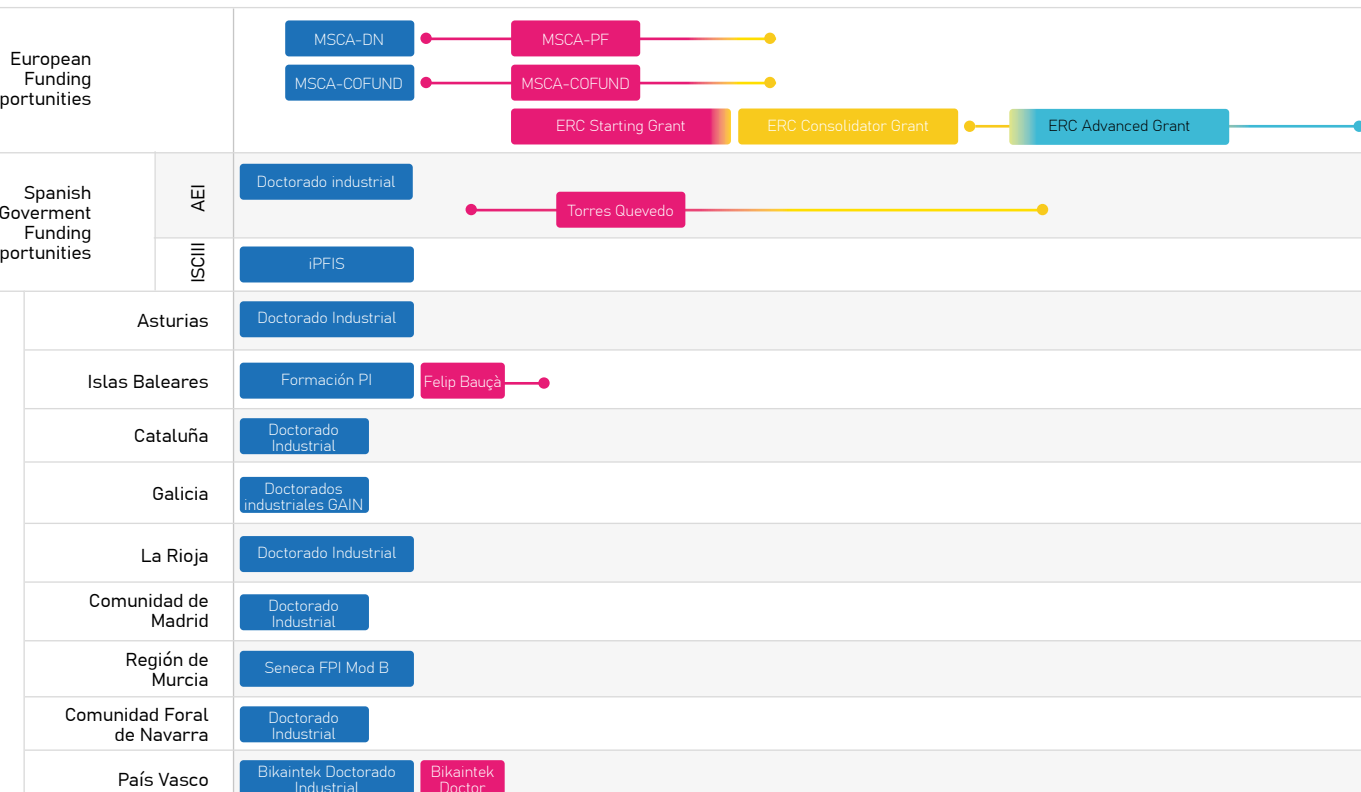 European
Funding
portunities
MSCA-DN
MSCA-PF
MSCA-COFUND
MSCA-COFUND
ERC Starting Grant
ERC Consolidator Grant
ERC Advanced Grant
Spanish
Goverment
Funding
portunities
AEI
Doctorado industrial
Torres Quevedo
ISCIII
iPFIS
Asturias
Doctorado Industrial
Islas Baleares
Formación PI
Felip Bauçà
Cataluña
Doctorado
Industrial
Galicia
Doctorados
industriales GAIN
La Rioja
Doctorado Industrial
Comunidad de
Madrid
Doctorado
Industrial
Región de
Murcia
Seneca FPI Mod B
Comunidad Foral
de Navarra
Doctorado
Industrial
País Vasco
Bikaintek Doctorado
Industrial
Bikaintek
Doctor